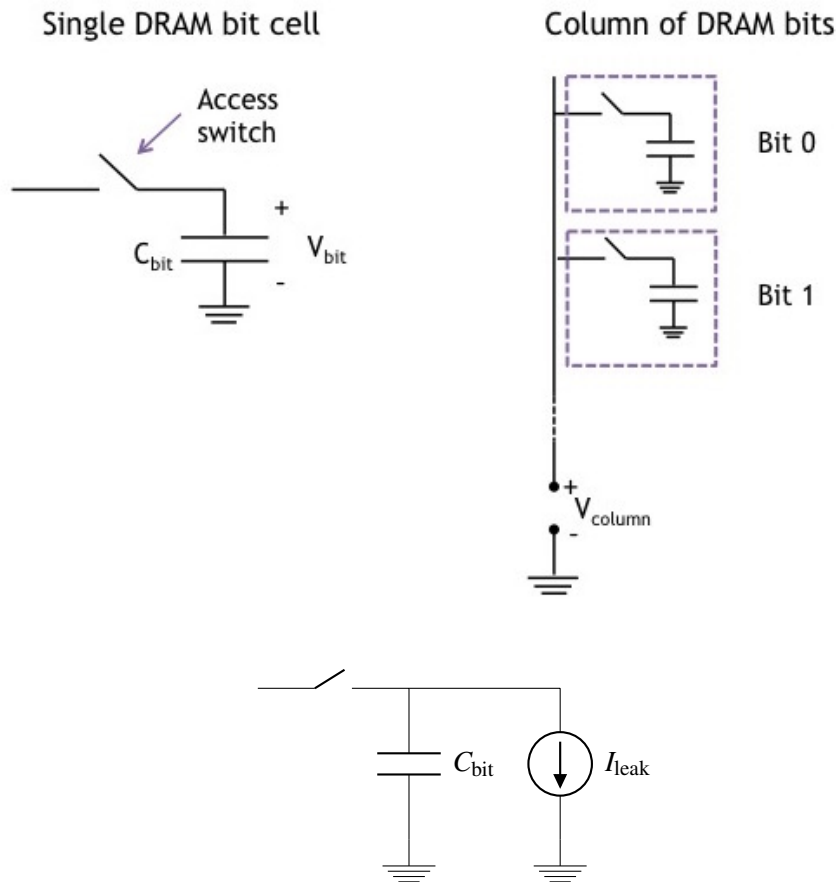 Single DRAM bit cell
Access
switch
+
C_bit
V_bit
-
Column of DRAM bits
Bit 0
Bit 1
+
V_column
-
C_bit
I_leak